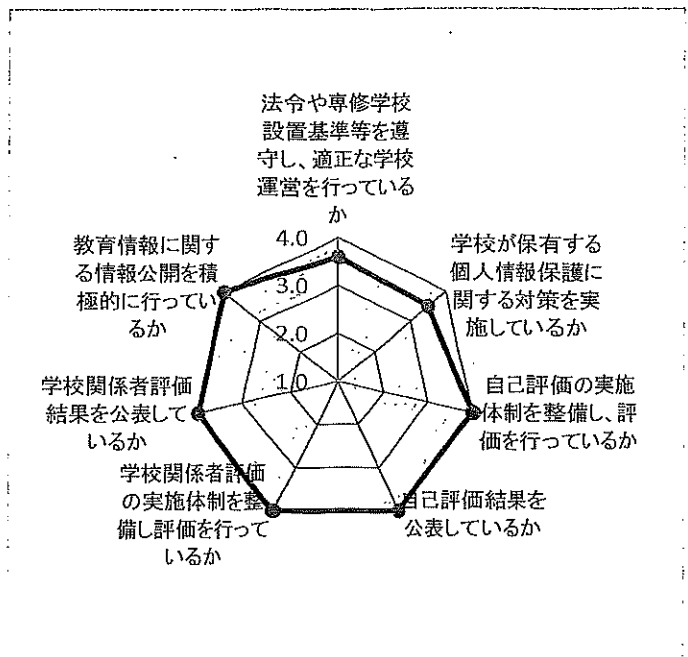 法令や専修学校
設置基準等を遵
守し、適正な学校
運営を行っている
か
4.0
3.0
2.0
1.0
学校が保有する
個人情報保護に
関する対策を実
施しているか
自己評価の実施
体制を整備し、評
価を行っているか
自己評価結果を
公表しているか
学校関係者評価
の実施体制を整
備し評価を行って
いるか
学校関係者評価
結果を公表して
いるか
教育情報に関す
る情報公開を積
極的に行ってい
るか